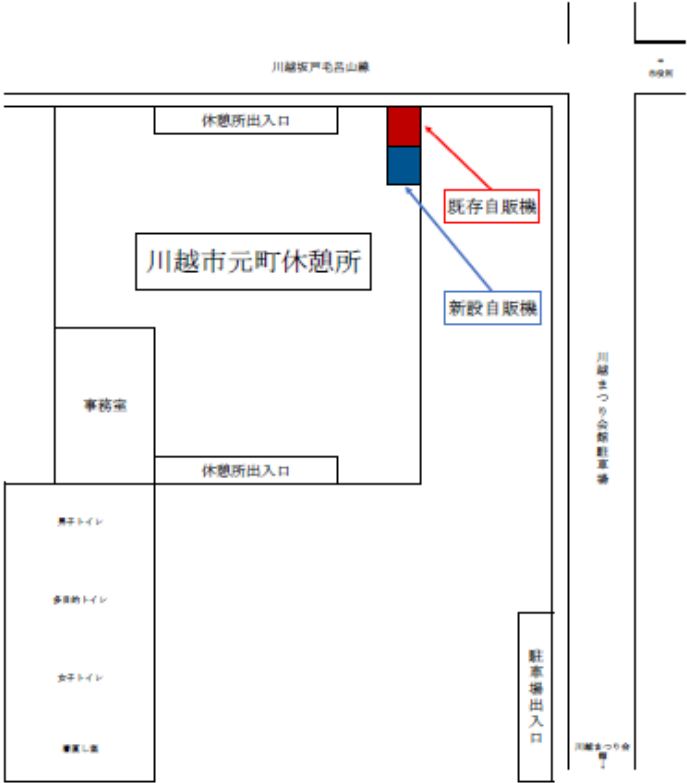 川越坂戸毛呂山線
⇒
市役所
休憩所出入口
既存自販機
川越市元町休憩所
新設自販機
川越まつり会館駐車場
事務室
休憩所出入口
男子トイレ
多目的トイレ
女子トイレ
駐車場出入口
川越まつり会
館
↓